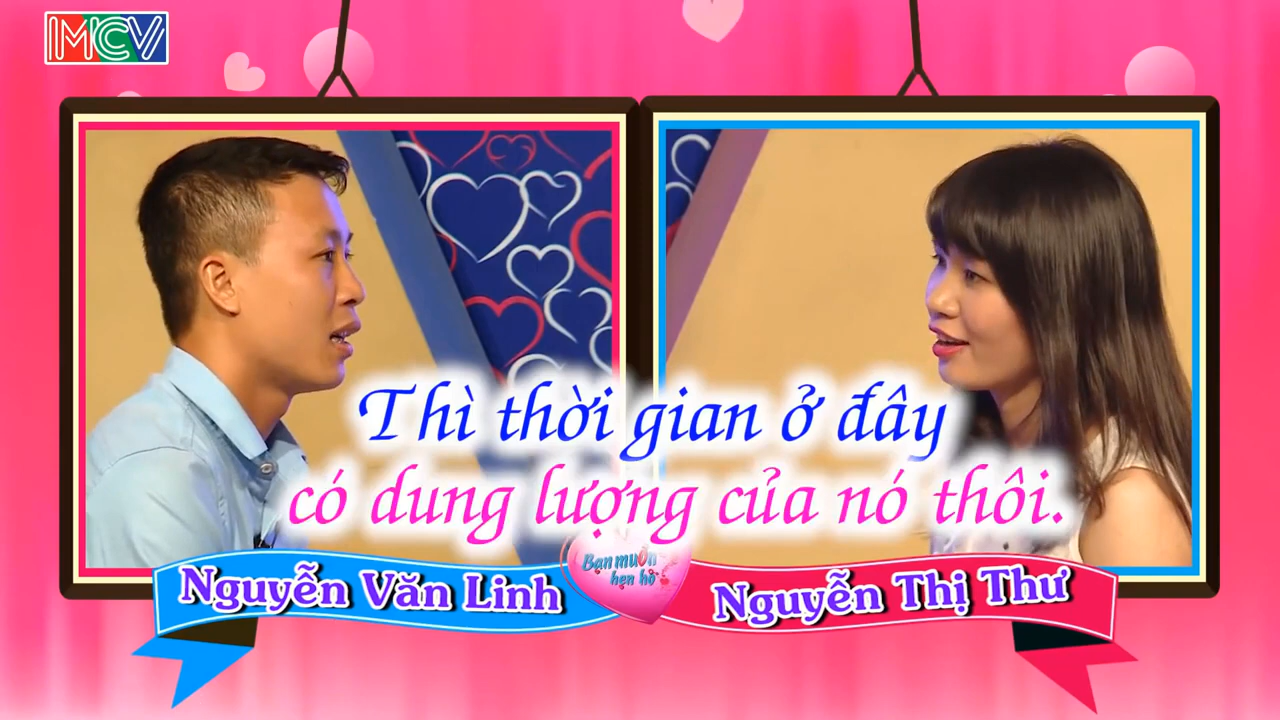 MCV
Thì thời gian ở đây
có dung lượng của nó thôi.
Bạn muốn
hẹn hò
Nguyễn Văn Linh
Nguyễn Thị Thư